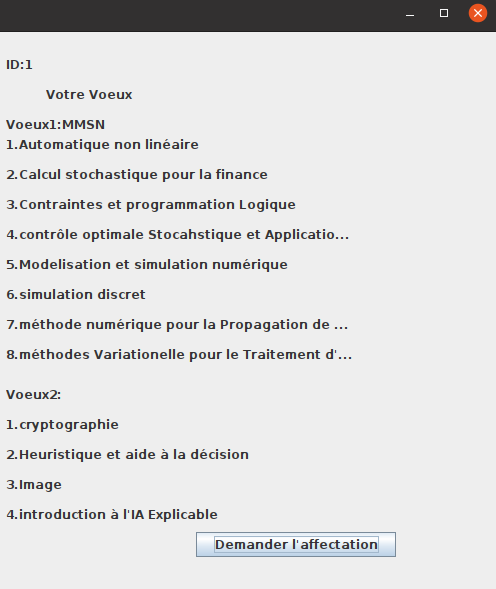 ID:1
Votre Voeux
Voeux1:MMSN
1.Automatique non linéaire
2.Calcul stochastique pour la finance
3.Contraintes et programmation Logique
4.contrôle optimale Stocahstique et Applicatio...
5.Modelisation et simulation numérique
6.simulation discret
7.méthode numérique pour la Propagation de ...
8.méthodes Variationelle pour le Traitement d'...
Voeux2:
1.cryptographie
2.Heuristique et aide à la décision
3.Image
4.introduction à l'IA Explicable
Demander l'affectation